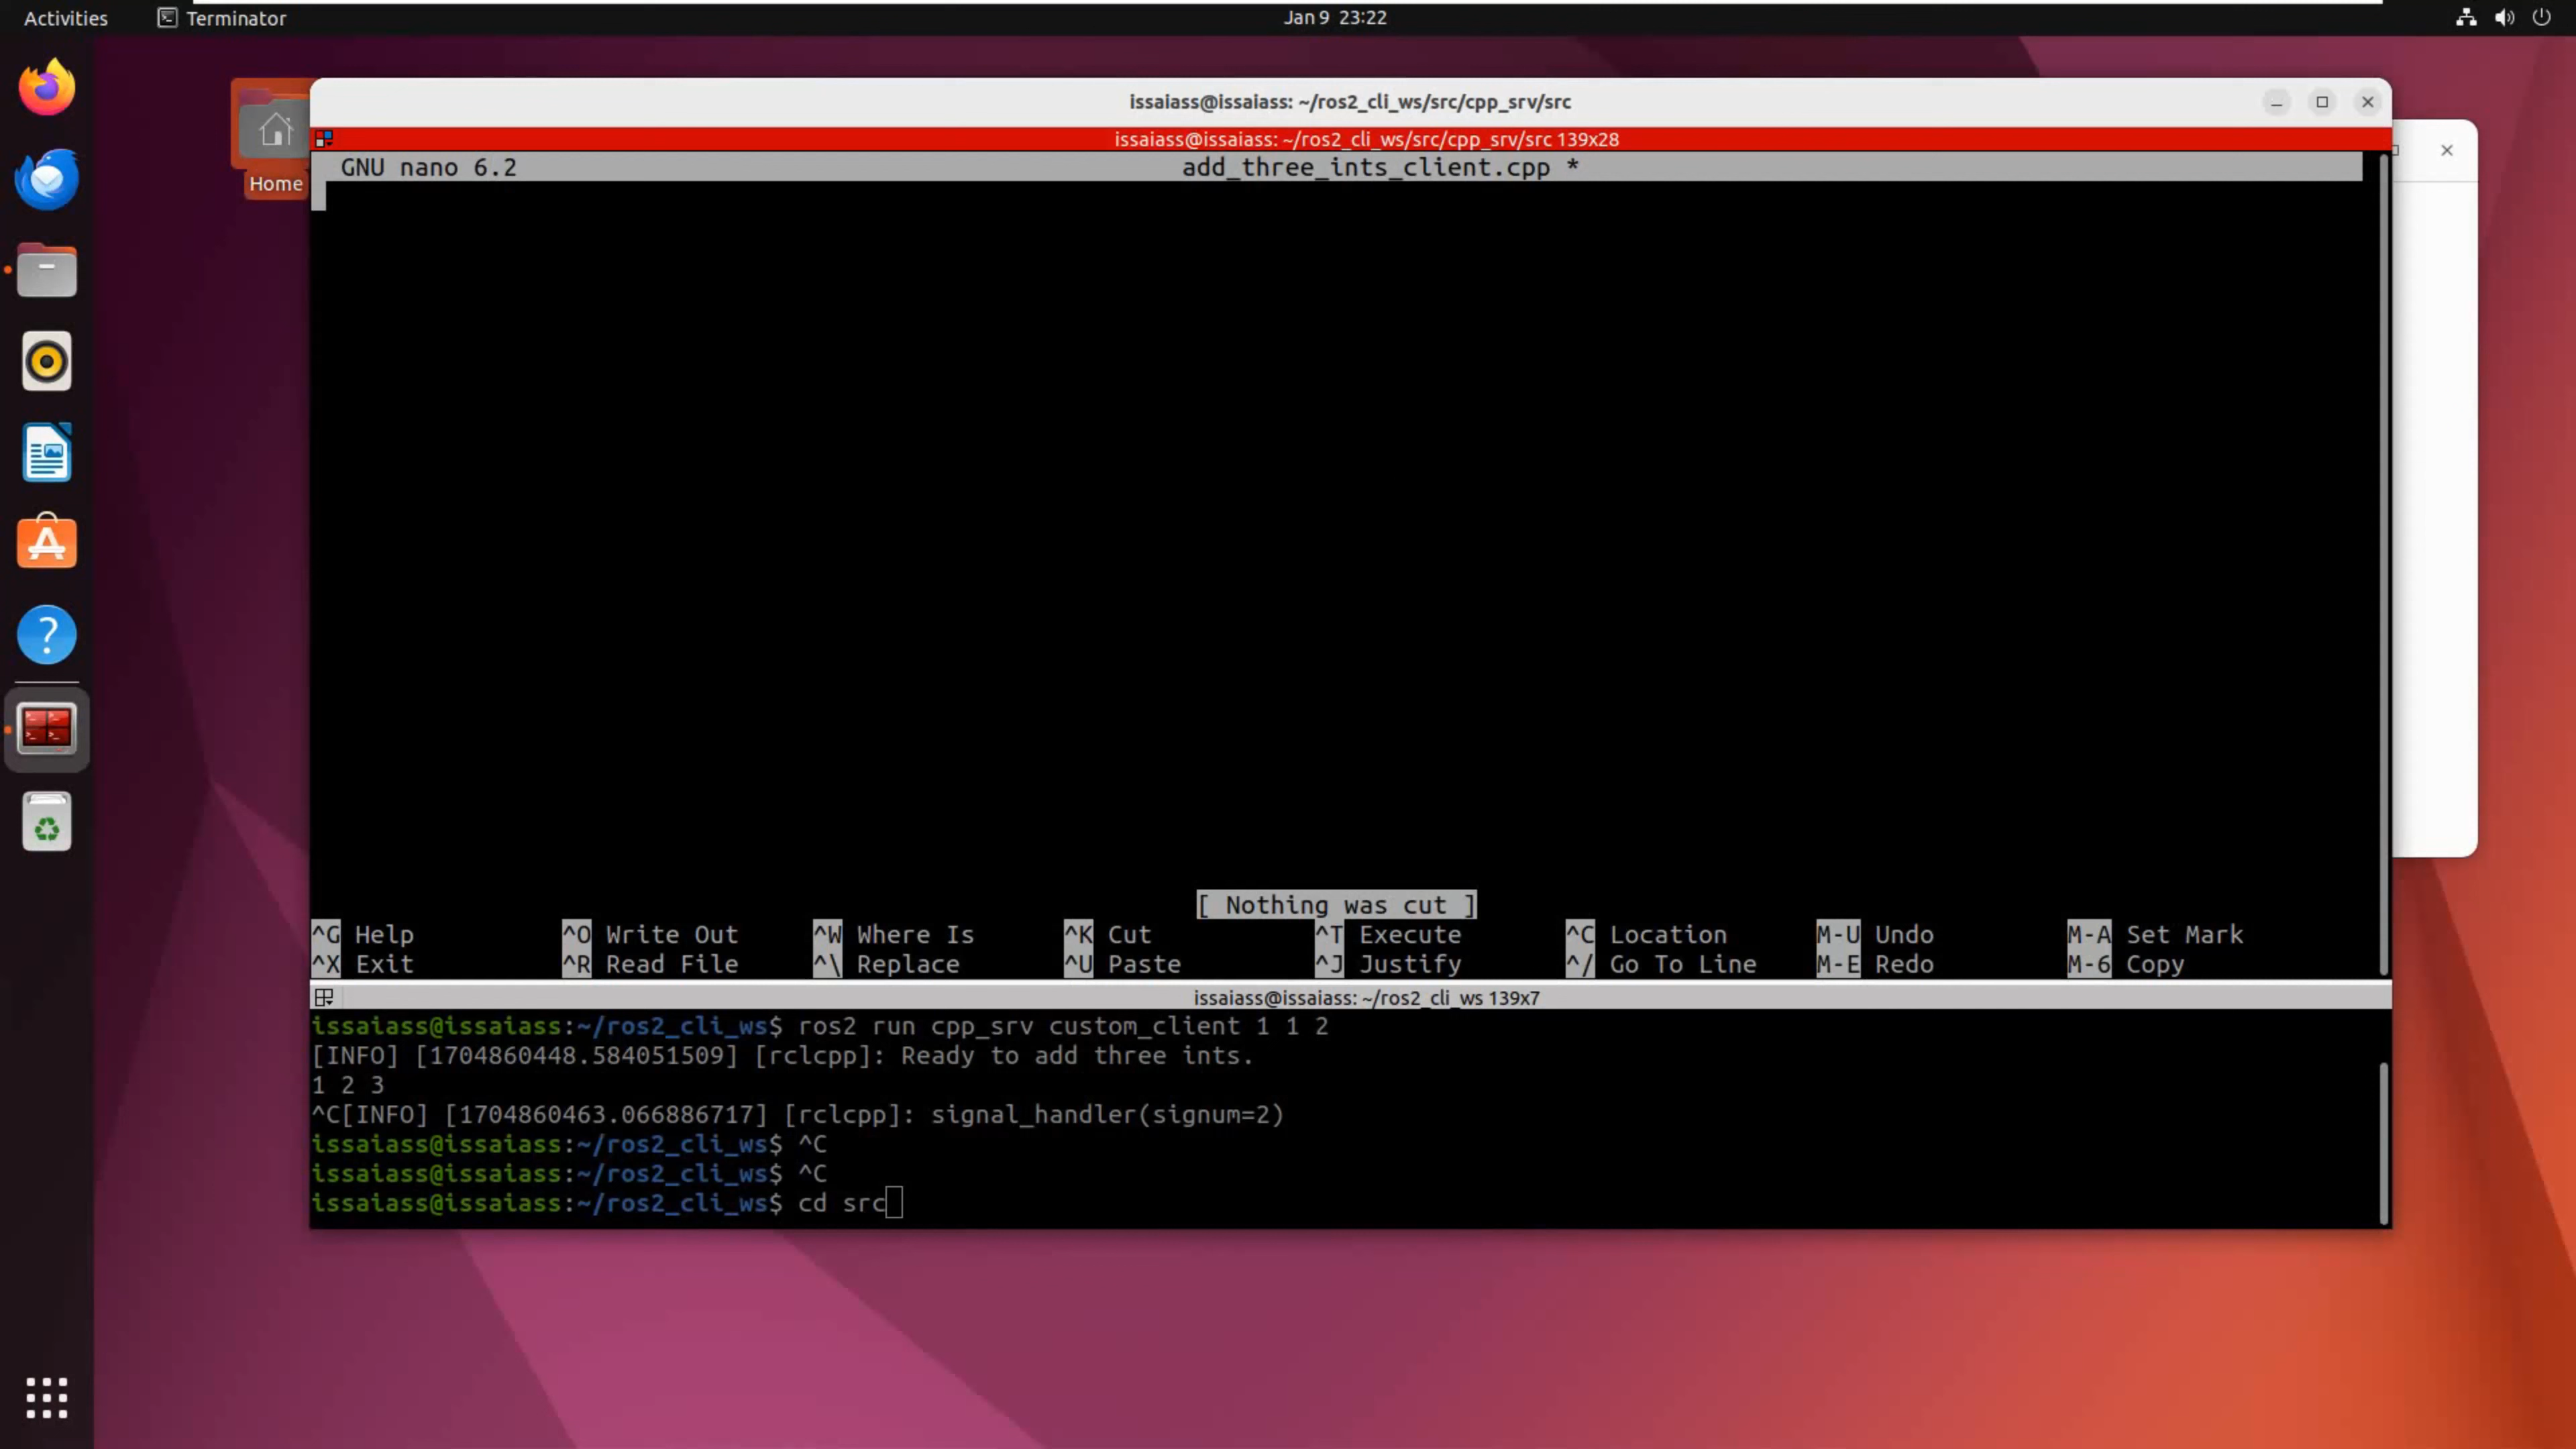 Activities Terminator Jan 9 23:22
Home
issaiass@issaiass: ~/ros2_cli_ws/src/cpp_srv/src
issaiass@issaiass: ~/ros2_cli_ws/src/cpp_srv/src 139x28
GNU nano 6.2 add_three_ints_client.cpp *
[ Nothing was cut ]
^G Help ^O Write Out ^W Where Is ^K Cut ^T Execute ^C Location M-U Undo M-A Set Mark
^X Exit ^R Read File ^\ Replace ^U Paste ^J Justify ^/ Go To Line M-E Redo M-6 Copy
issaiass@issaiass: ~/ros2_cli_ws 139x7
issaiass@issaiass:~/ros2_cli_ws$ ros2 run cpp_srv custom_client 1 1 2
[INFO] [1704860448.584051509] [rclcpp]: Ready to add three ints.
1 2 3
^C[INFO] [1704860463.066886717] [rclcpp]: signal_handler(signum=2)
issaiass@issaiass:~/ros2_cli_ws$ ^C
issaiass@issaiass:~/ros2_cli_ws$ ^C
issaiass@issaiass:~/ros2_cli_ws$ cd src